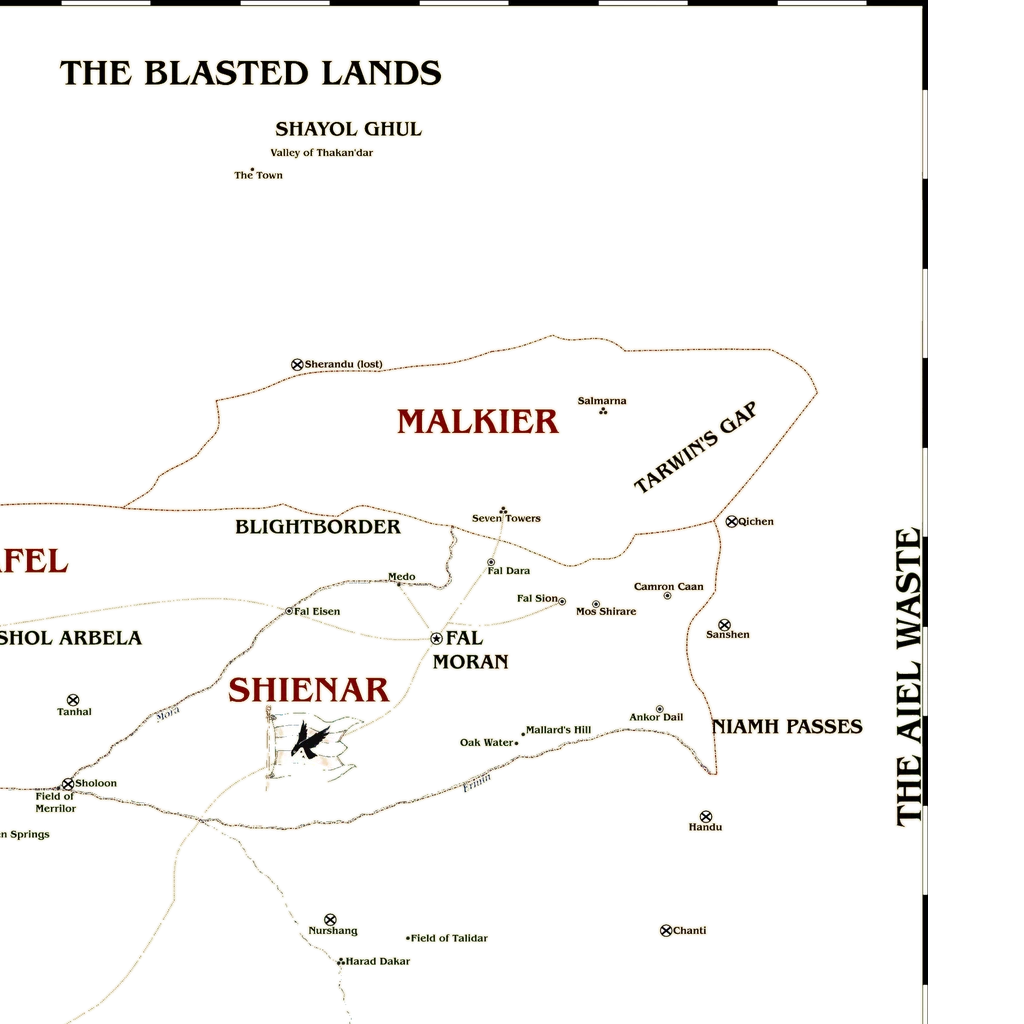 THE BLASTED LANDS
SHAYOL GHUL
Valley of Thakan'dar
The Town
Sherandu (lost)
Salmarna
MALKIER
TARWIN'S GAP
Seven Towers
Qichen
BLIGHTBORDER
AFEL
Medo
Fal Dara
Camron Caan
Fal Sion
Fal Eisen
Mos Shirare
SHOL ARBELA
FAL
MORAN
Sanshen
THE AIEL WASTE
SHIENAR
Tanhal
Mora
Ankor Dail
NIAMH PASSES
Mallard's Hill
Oak Water
Sholoon
Erinin
Field of
Merrilor
Handu
en Springs
Nurshang
Field of Talidar
Chanti
Harad Dakar